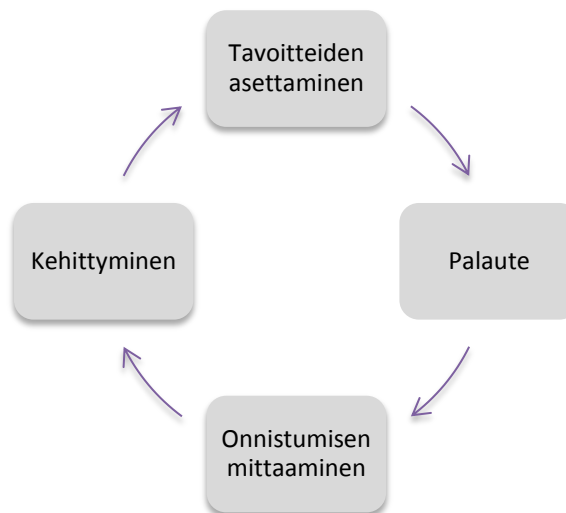 Tavoitteiden
asettaminen
Palaute
Onnistumisen
mittaaminen
Kehittyminen